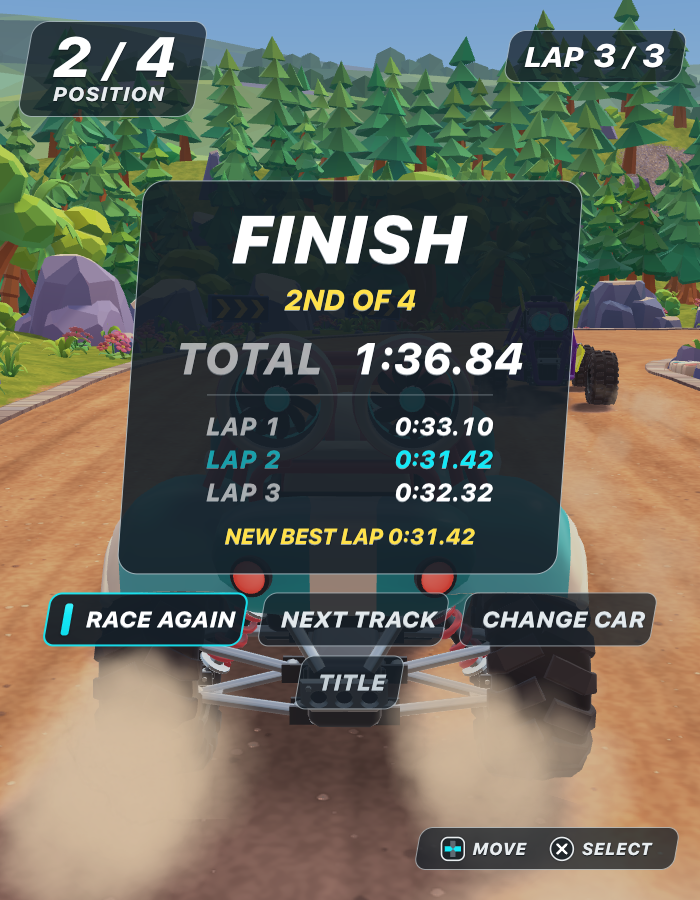 2 / 4
POSITION
LAP 3 / 3
FINISH
2ND OF 4
TOTAL 1:36.84
LAP 1 0:33.10
LAP 2 0:31.42
LAP 3 0:32.32
NEW BEST LAP 0:31.42
RACE AGAIN
NEXT TRACK
CHANGE CAR
TITLE
MOVE
SELECT